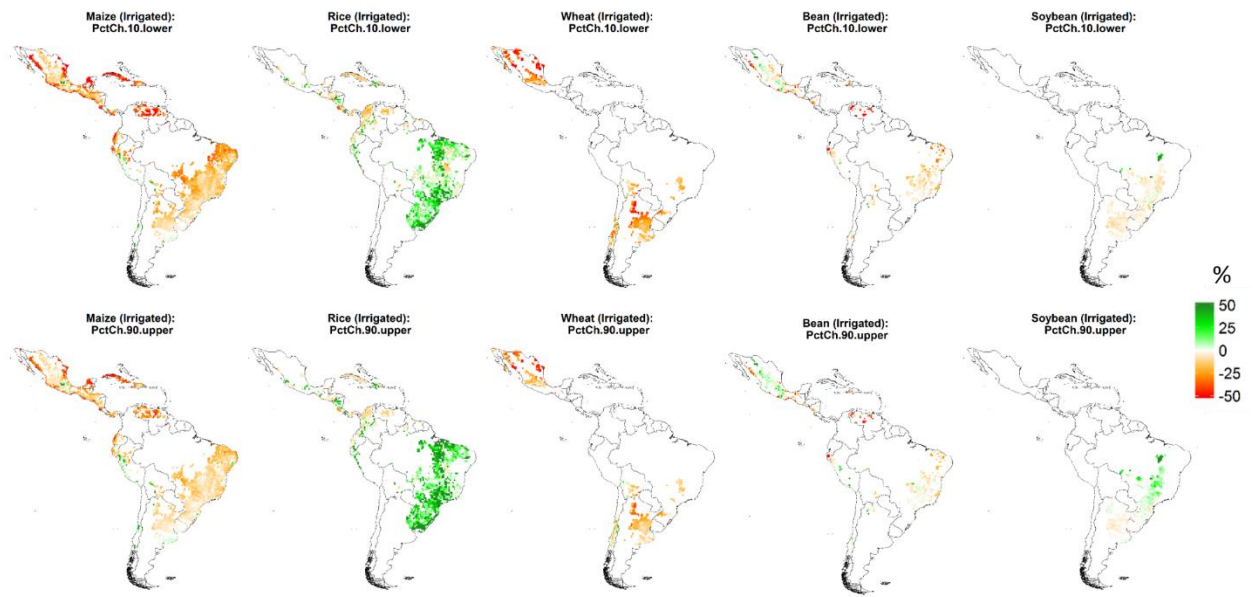 Maize (Irrigated):
PctCh.10.lower
Rice (Irrigated):
PctCh.10.lower
Wheat (Irrigated):
PctCh.10.lower
Bean (Irrigated):
PctCh.10.lower
Soybean (Irrigated):
PctCh.10.lower
%
50
25
0
-25
-50
Maize (Irrigated):
PctCh.90.upper
Rice (Irrigated):
PctCh.90.upper
Wheat (Irrigated):
PctCh.90.upper
Bean (Irrigated):
PctCh.90.upper
Soybean (Irrigated):
PctCh.90.upper